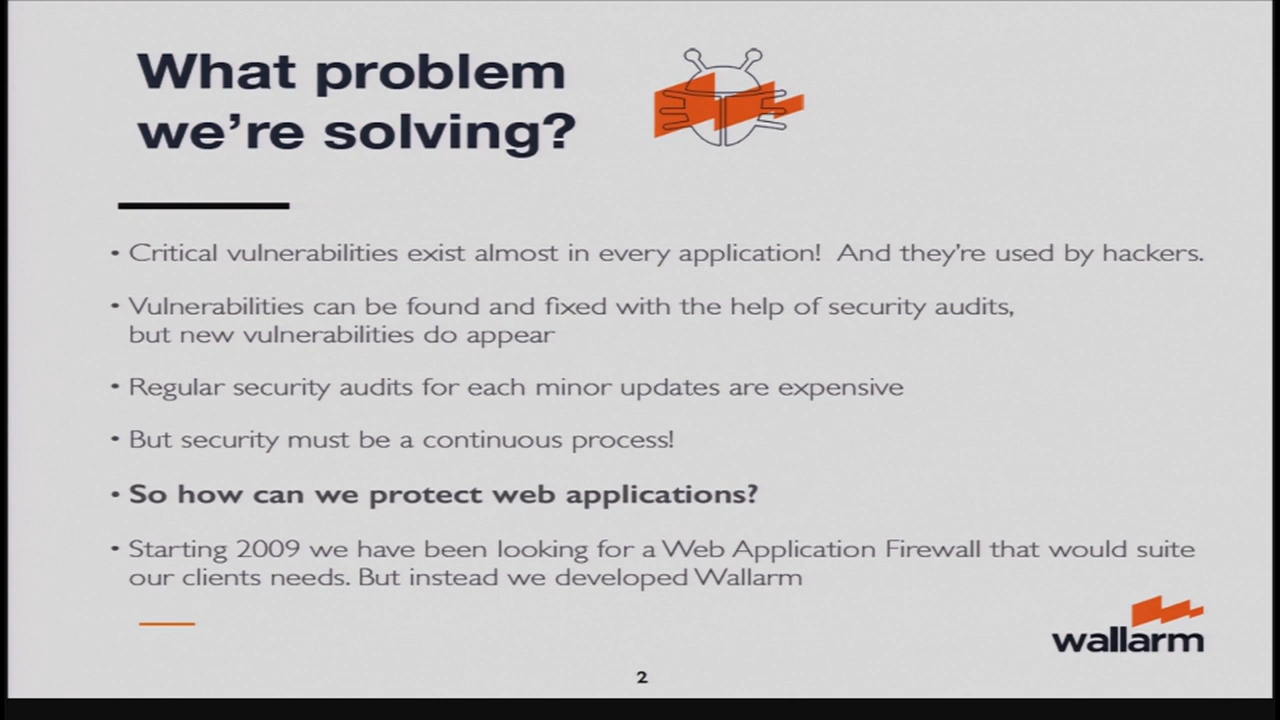 What problem
we're solving?
• Critical vulnerabilities exist almost in every application! And they're used by hackers.
• Vulnerabilities can be found and fixed with the help of security audits,
but new vulnerabilities do appear
• Regular security audits for each minor updates are expensive
• But security must be a continuous process!
• So how can we protect web applications?
• Starting 2009 we have been looking for a Web Application Firewall that would suite
our clients needs. But instead we developed Wallarm
wallarm
2